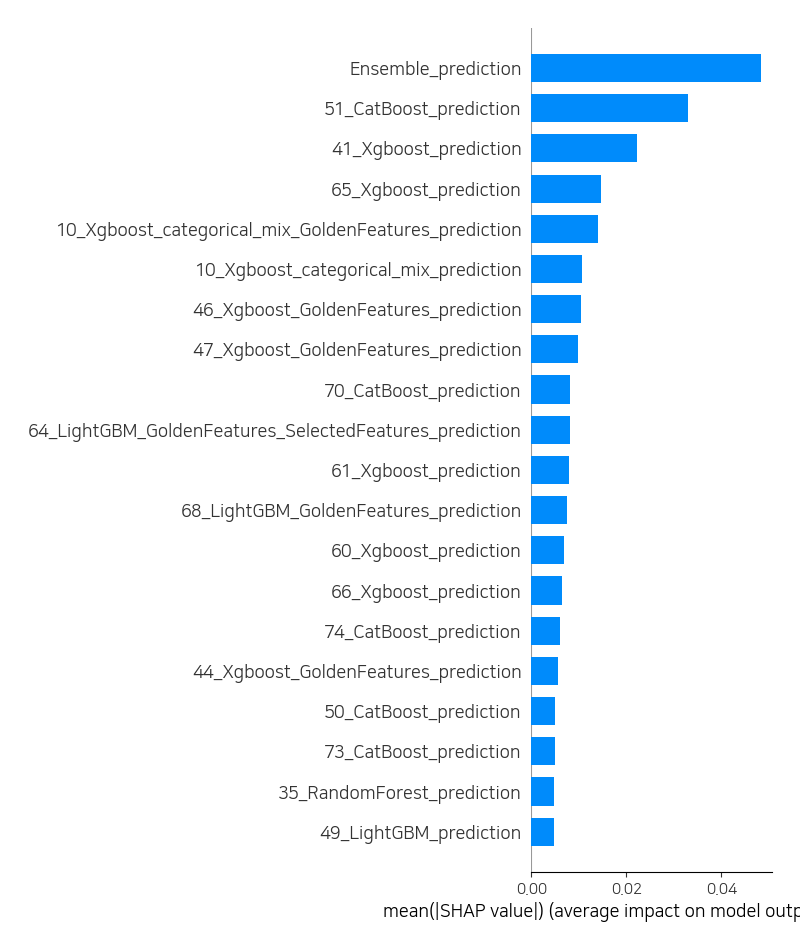 Ensemble_prediction
51_CatBoost_prediction
41_Xgboost_prediction
65_Xgboost_prediction
10_Xgboost_categorical_mix_GoldenFeatures_prediction
10_Xgboost_categorical_mix_prediction
46_Xgboost_GoldenFeatures_prediction
47_Xgboost_GoldenFeatures_prediction
70_CatBoost_prediction
64_LightGBM_GoldenFeatures_SelectedFeatures_prediction
61_Xgboost_prediction
68_LightGBM_GoldenFeatures_prediction
60_Xgboost_prediction
66_Xgboost_prediction
74_CatBoost_prediction
44_Xgboost_GoldenFeatures_prediction
50_CatBoost_prediction
73_CatBoost_prediction
35_RandomForest_prediction
49_LightGBM_prediction
0.00 0.02 0.04
mean(|SHAP value|) (average impact on model outp